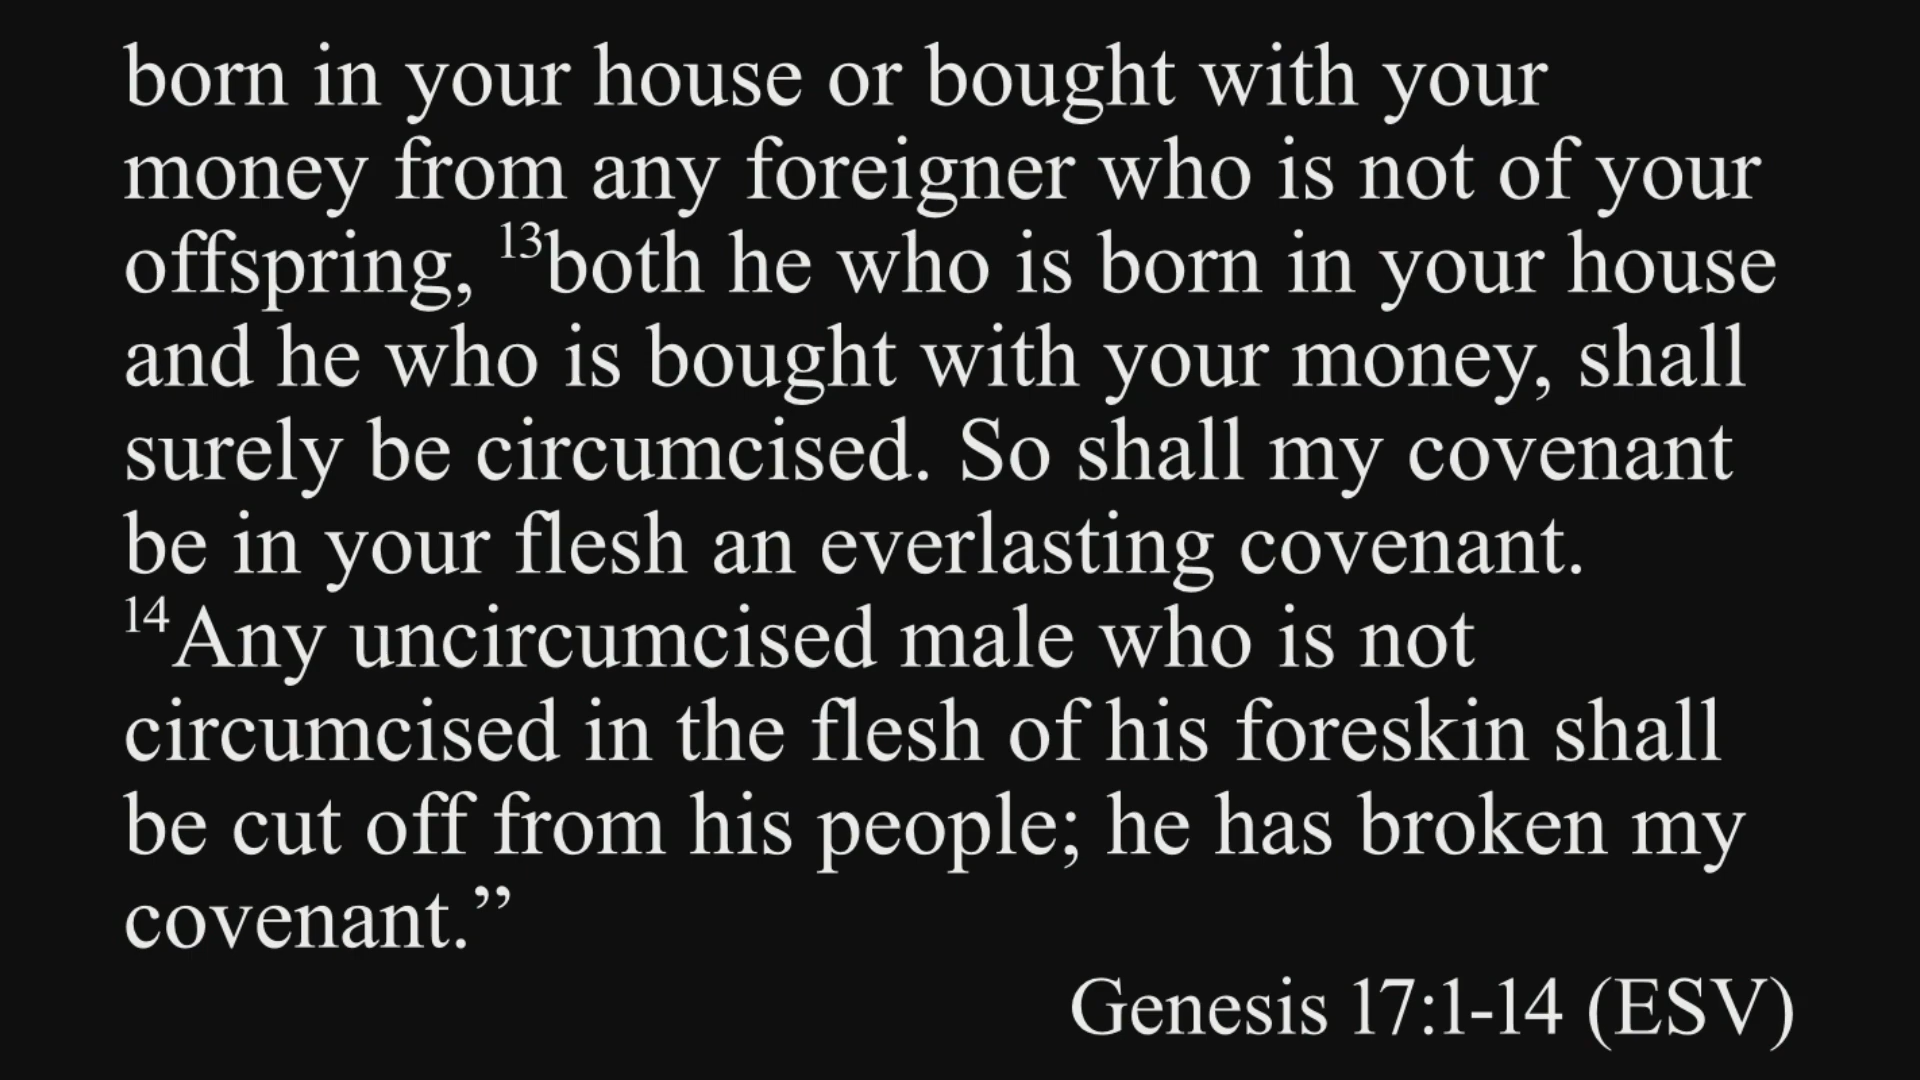 born in your house or bought with your
money from any foreigner who is not of your
offspring, 13both he who is born in your house
and he who is bought with your money, shall
surely be circumcised. So shall my covenant
be in your flesh an everlasting covenant.
14Any uncircumcised male who is not
circumcised in the flesh of his foreskin shall
be cut off from his people; he has broken my
covenant.”
Genesis 17:1-14 (ESV)